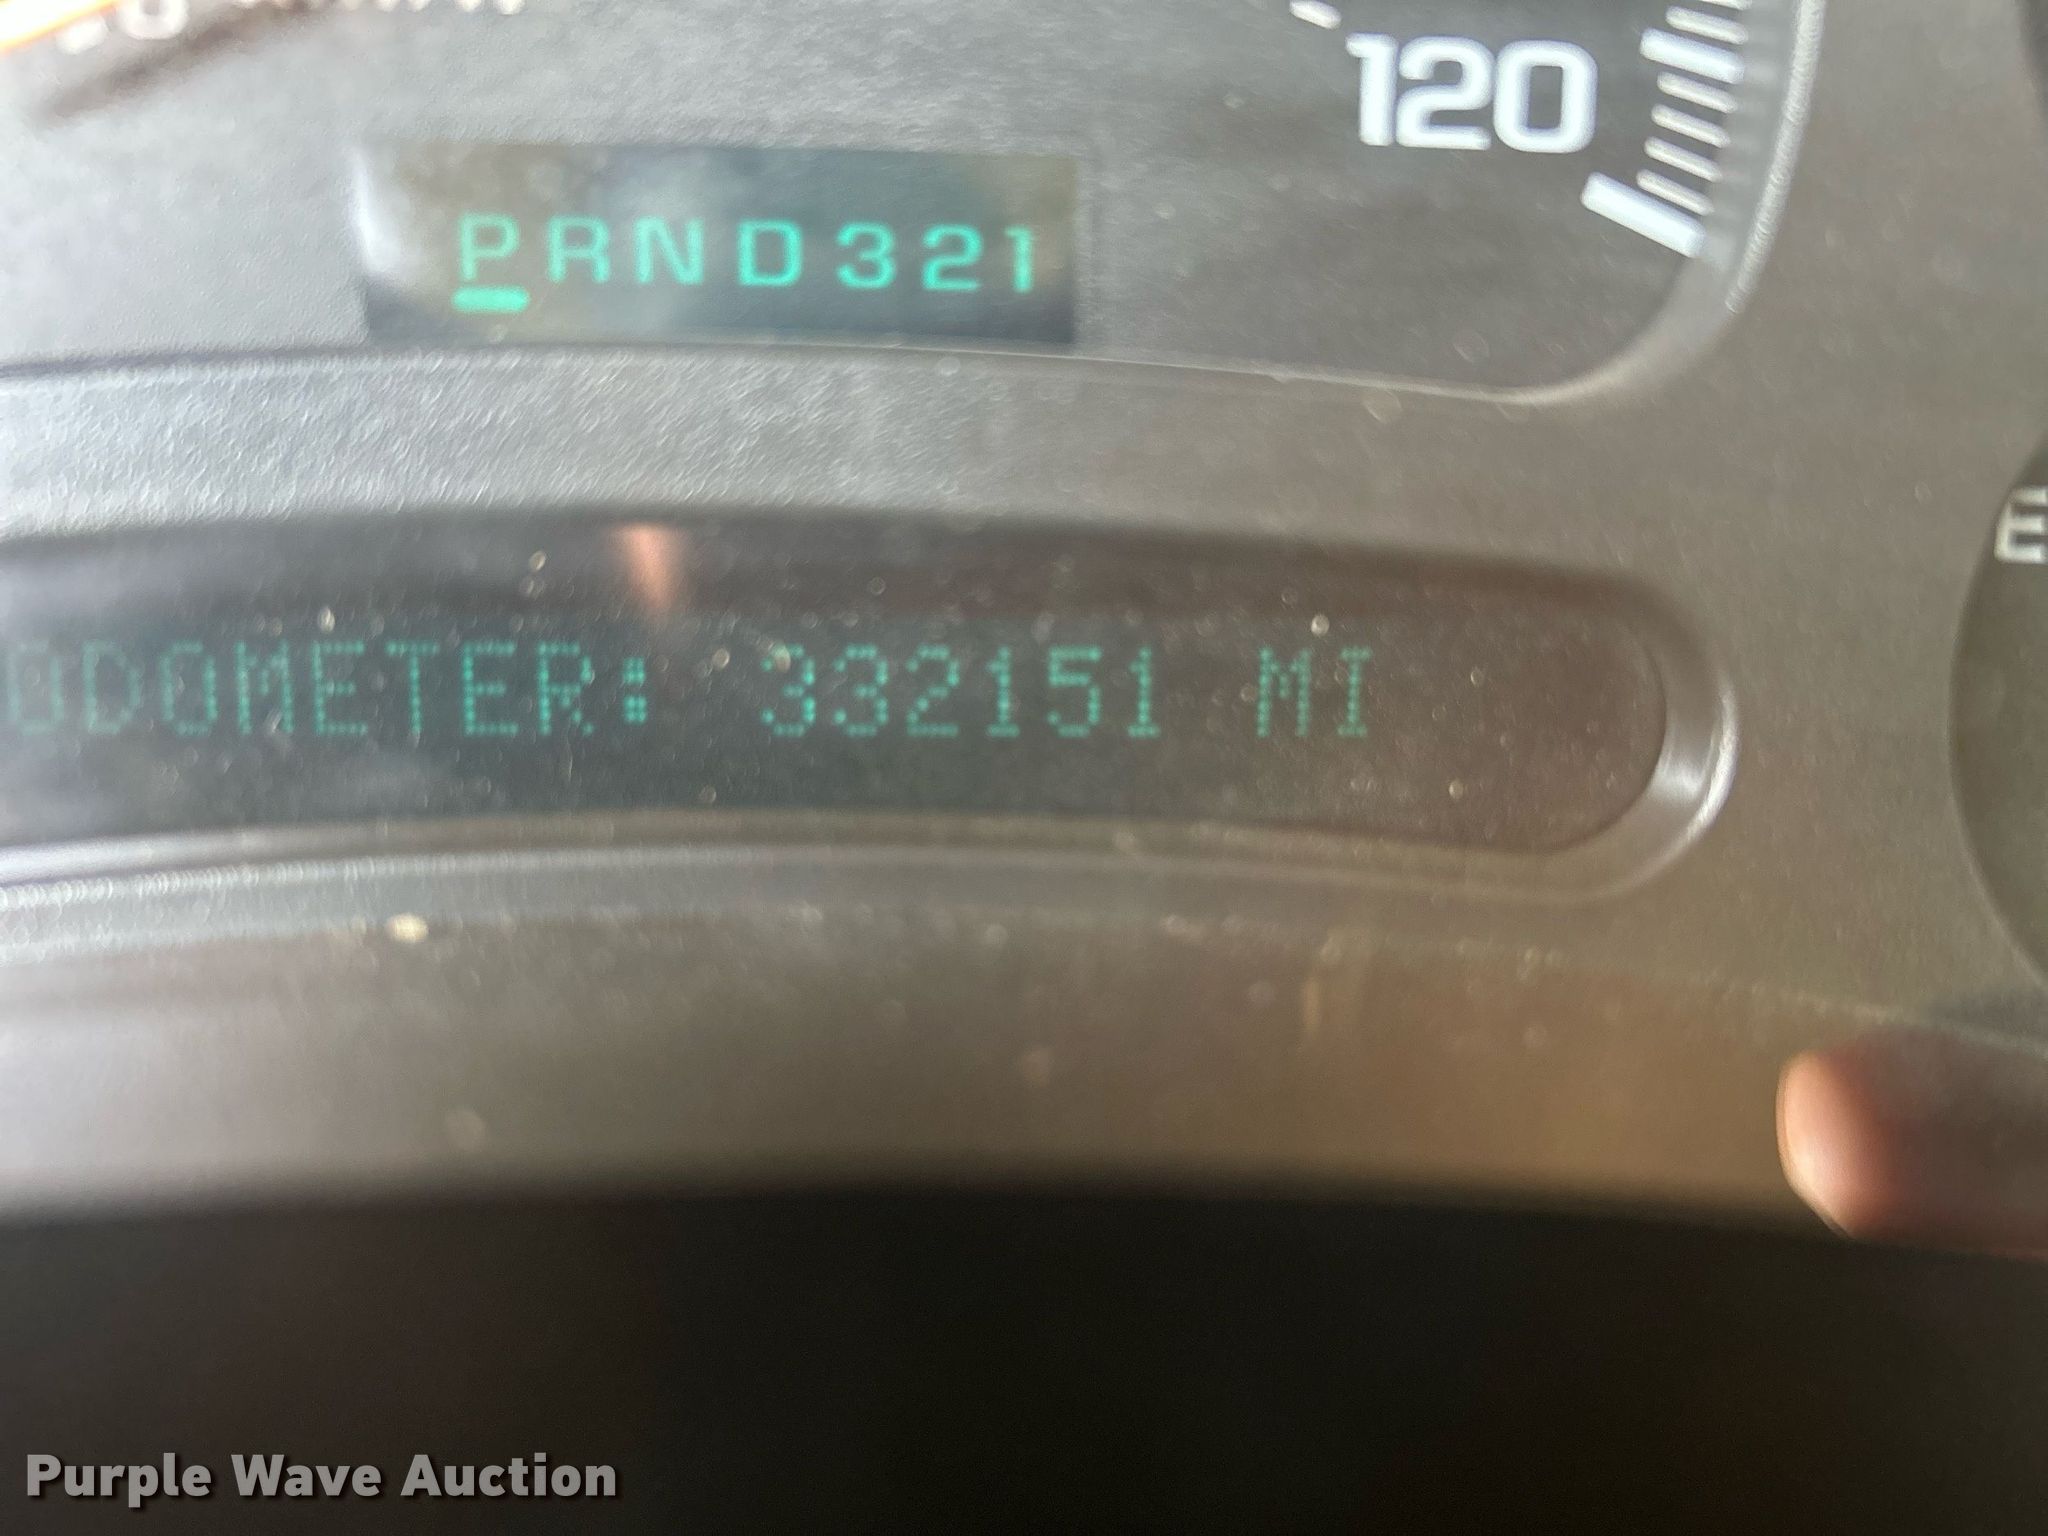 120
PRND321
E
ODOMETER: 332151 MI
Purple Wave Auction